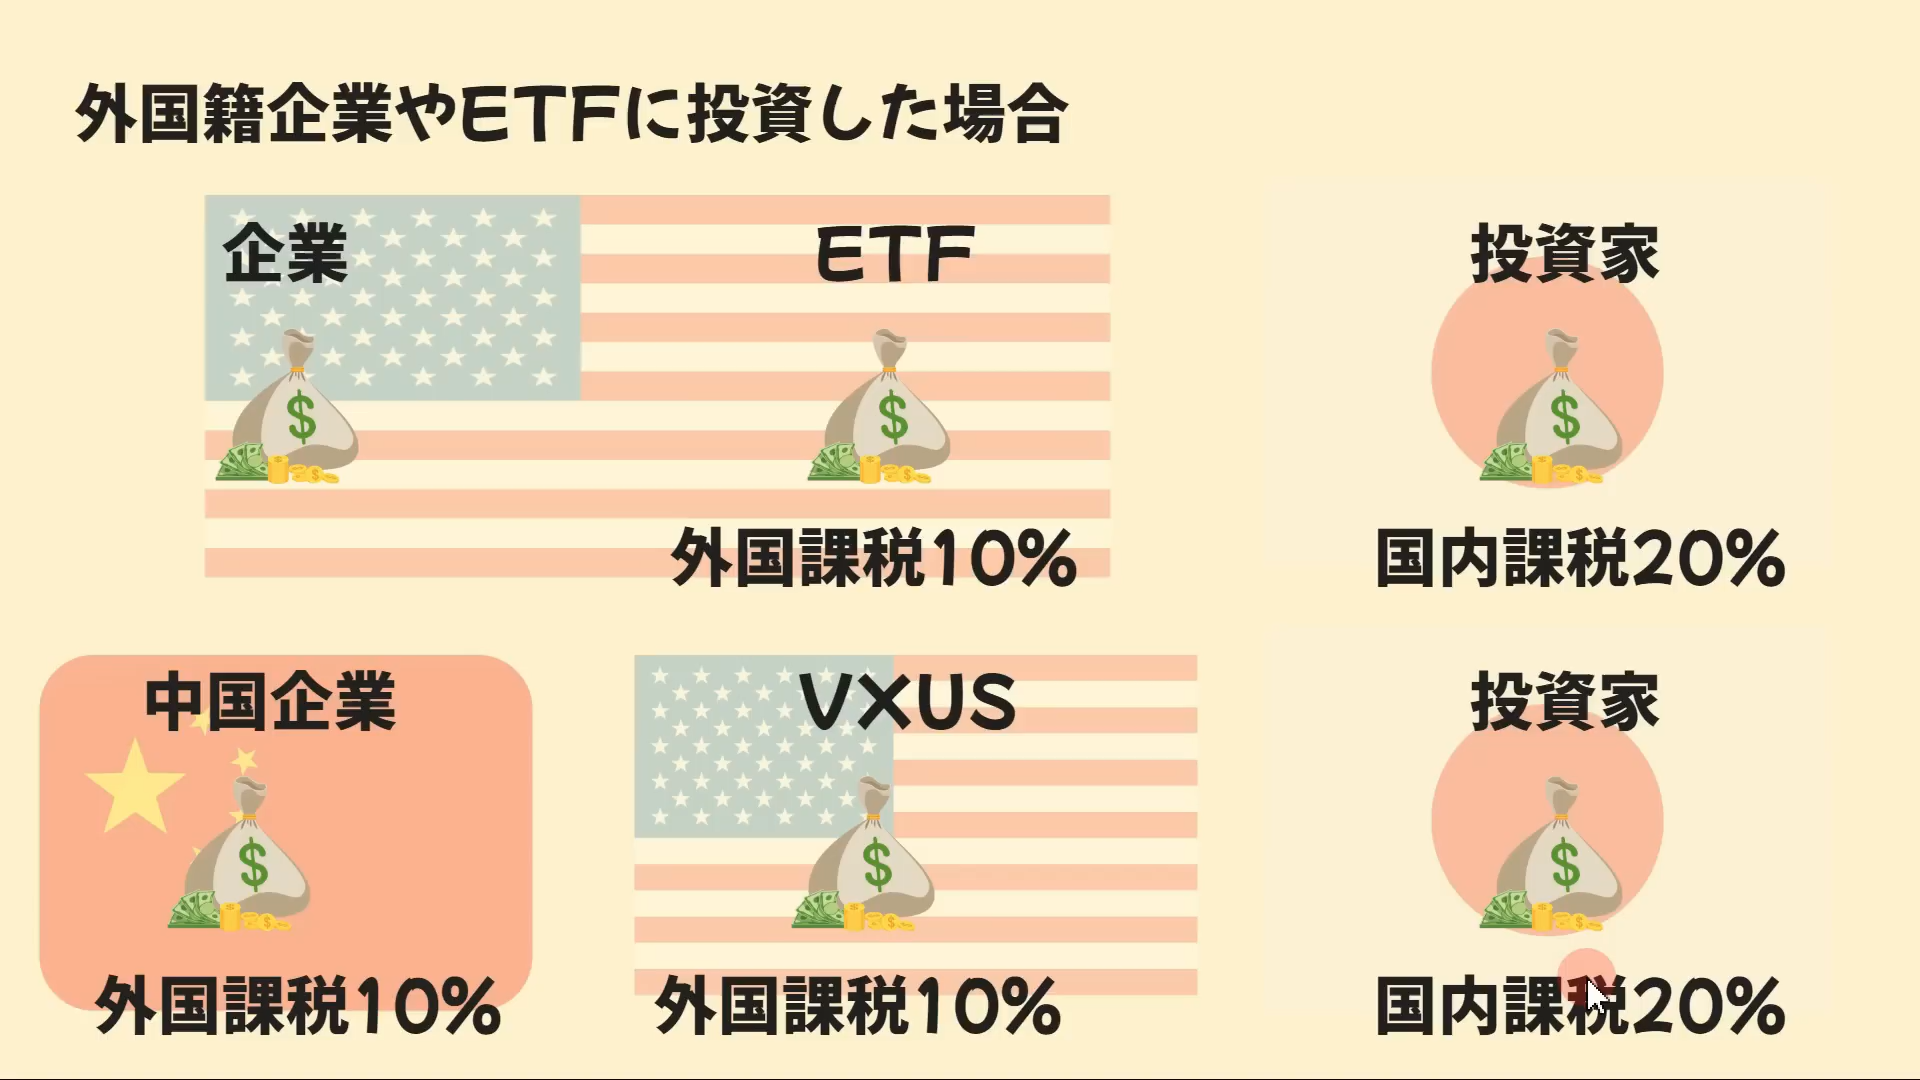 外国籍企業やETFに投資した場合
企業
ETF
投資家
外国課税10%
国内課税20%
中国企業
VXUS
投資家
外国課税10%
外国課税10%
国内課税20%